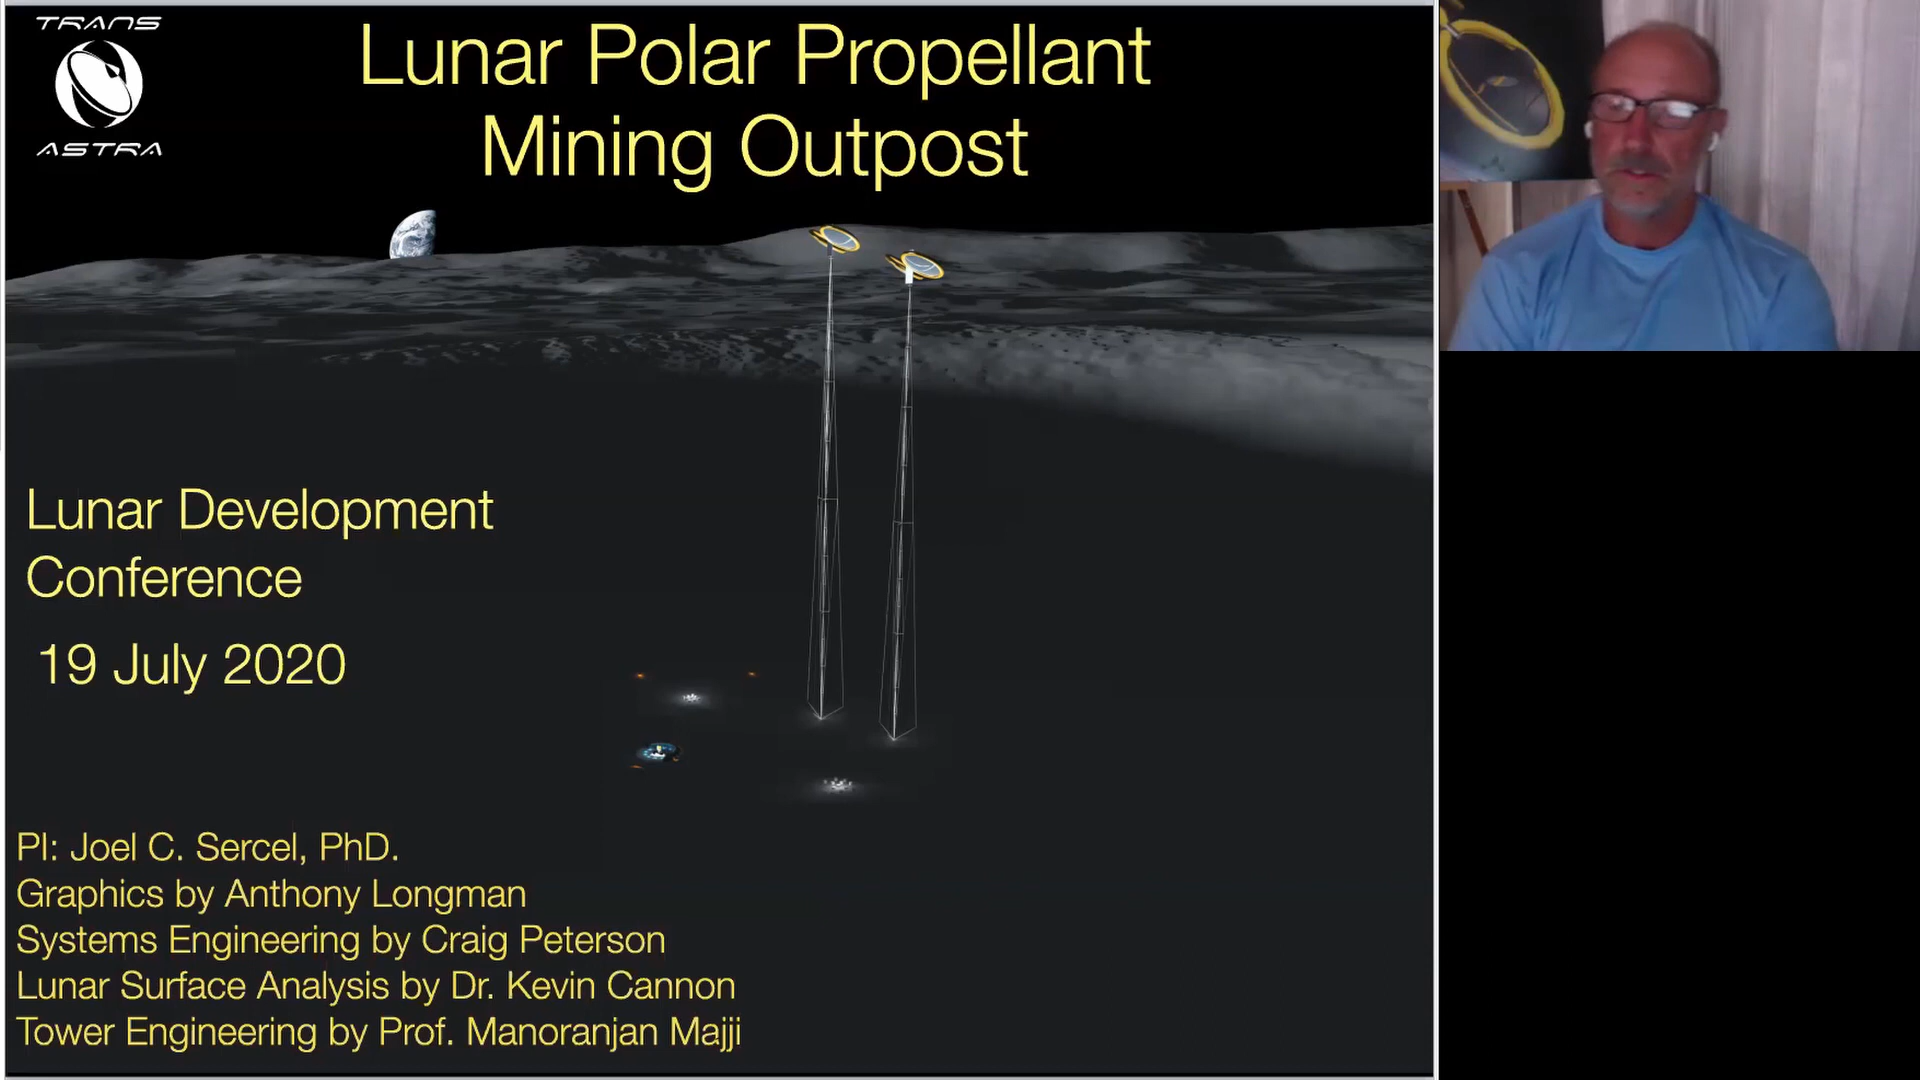 TRANS
ASTRA
Lunar Polar Propellant
Mining Outpost
Lunar Development
Conference
19 July 2020
PI: Joel C. Sercel, PhD.
Graphics by Anthony Longman
Systems Engineering by Craig Peterson
Lunar Surface Analysis by Dr. Kevin Cannon
Tower Engineering by Prof. Manoranjan Majji